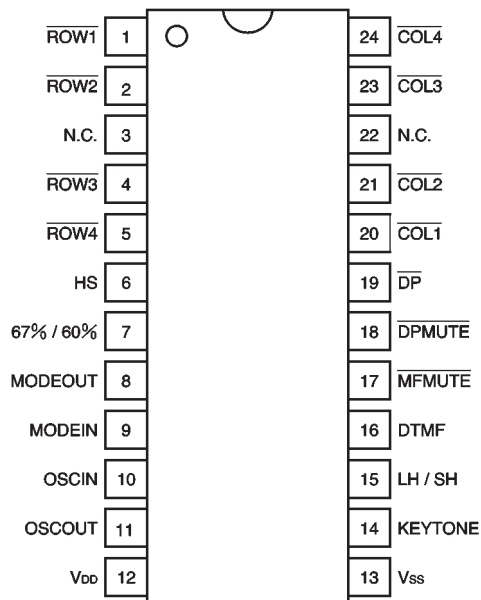 ROW1 1 24 COL4
ROW2 2 23 COL3
N.C. 3 22 N.C.
ROW3 4 21 COL2
ROW4 5 20 COL1
HS 6 19 DP
67% / 60% 7 18 DPMUTE
MODEOUT 8 17 MFMUTE
MODEIN 9 16 DTMF
OSCIN 10 15 LH / SH
OSCOUT 11 14 KEYTONE
VDD 12 13 VSS